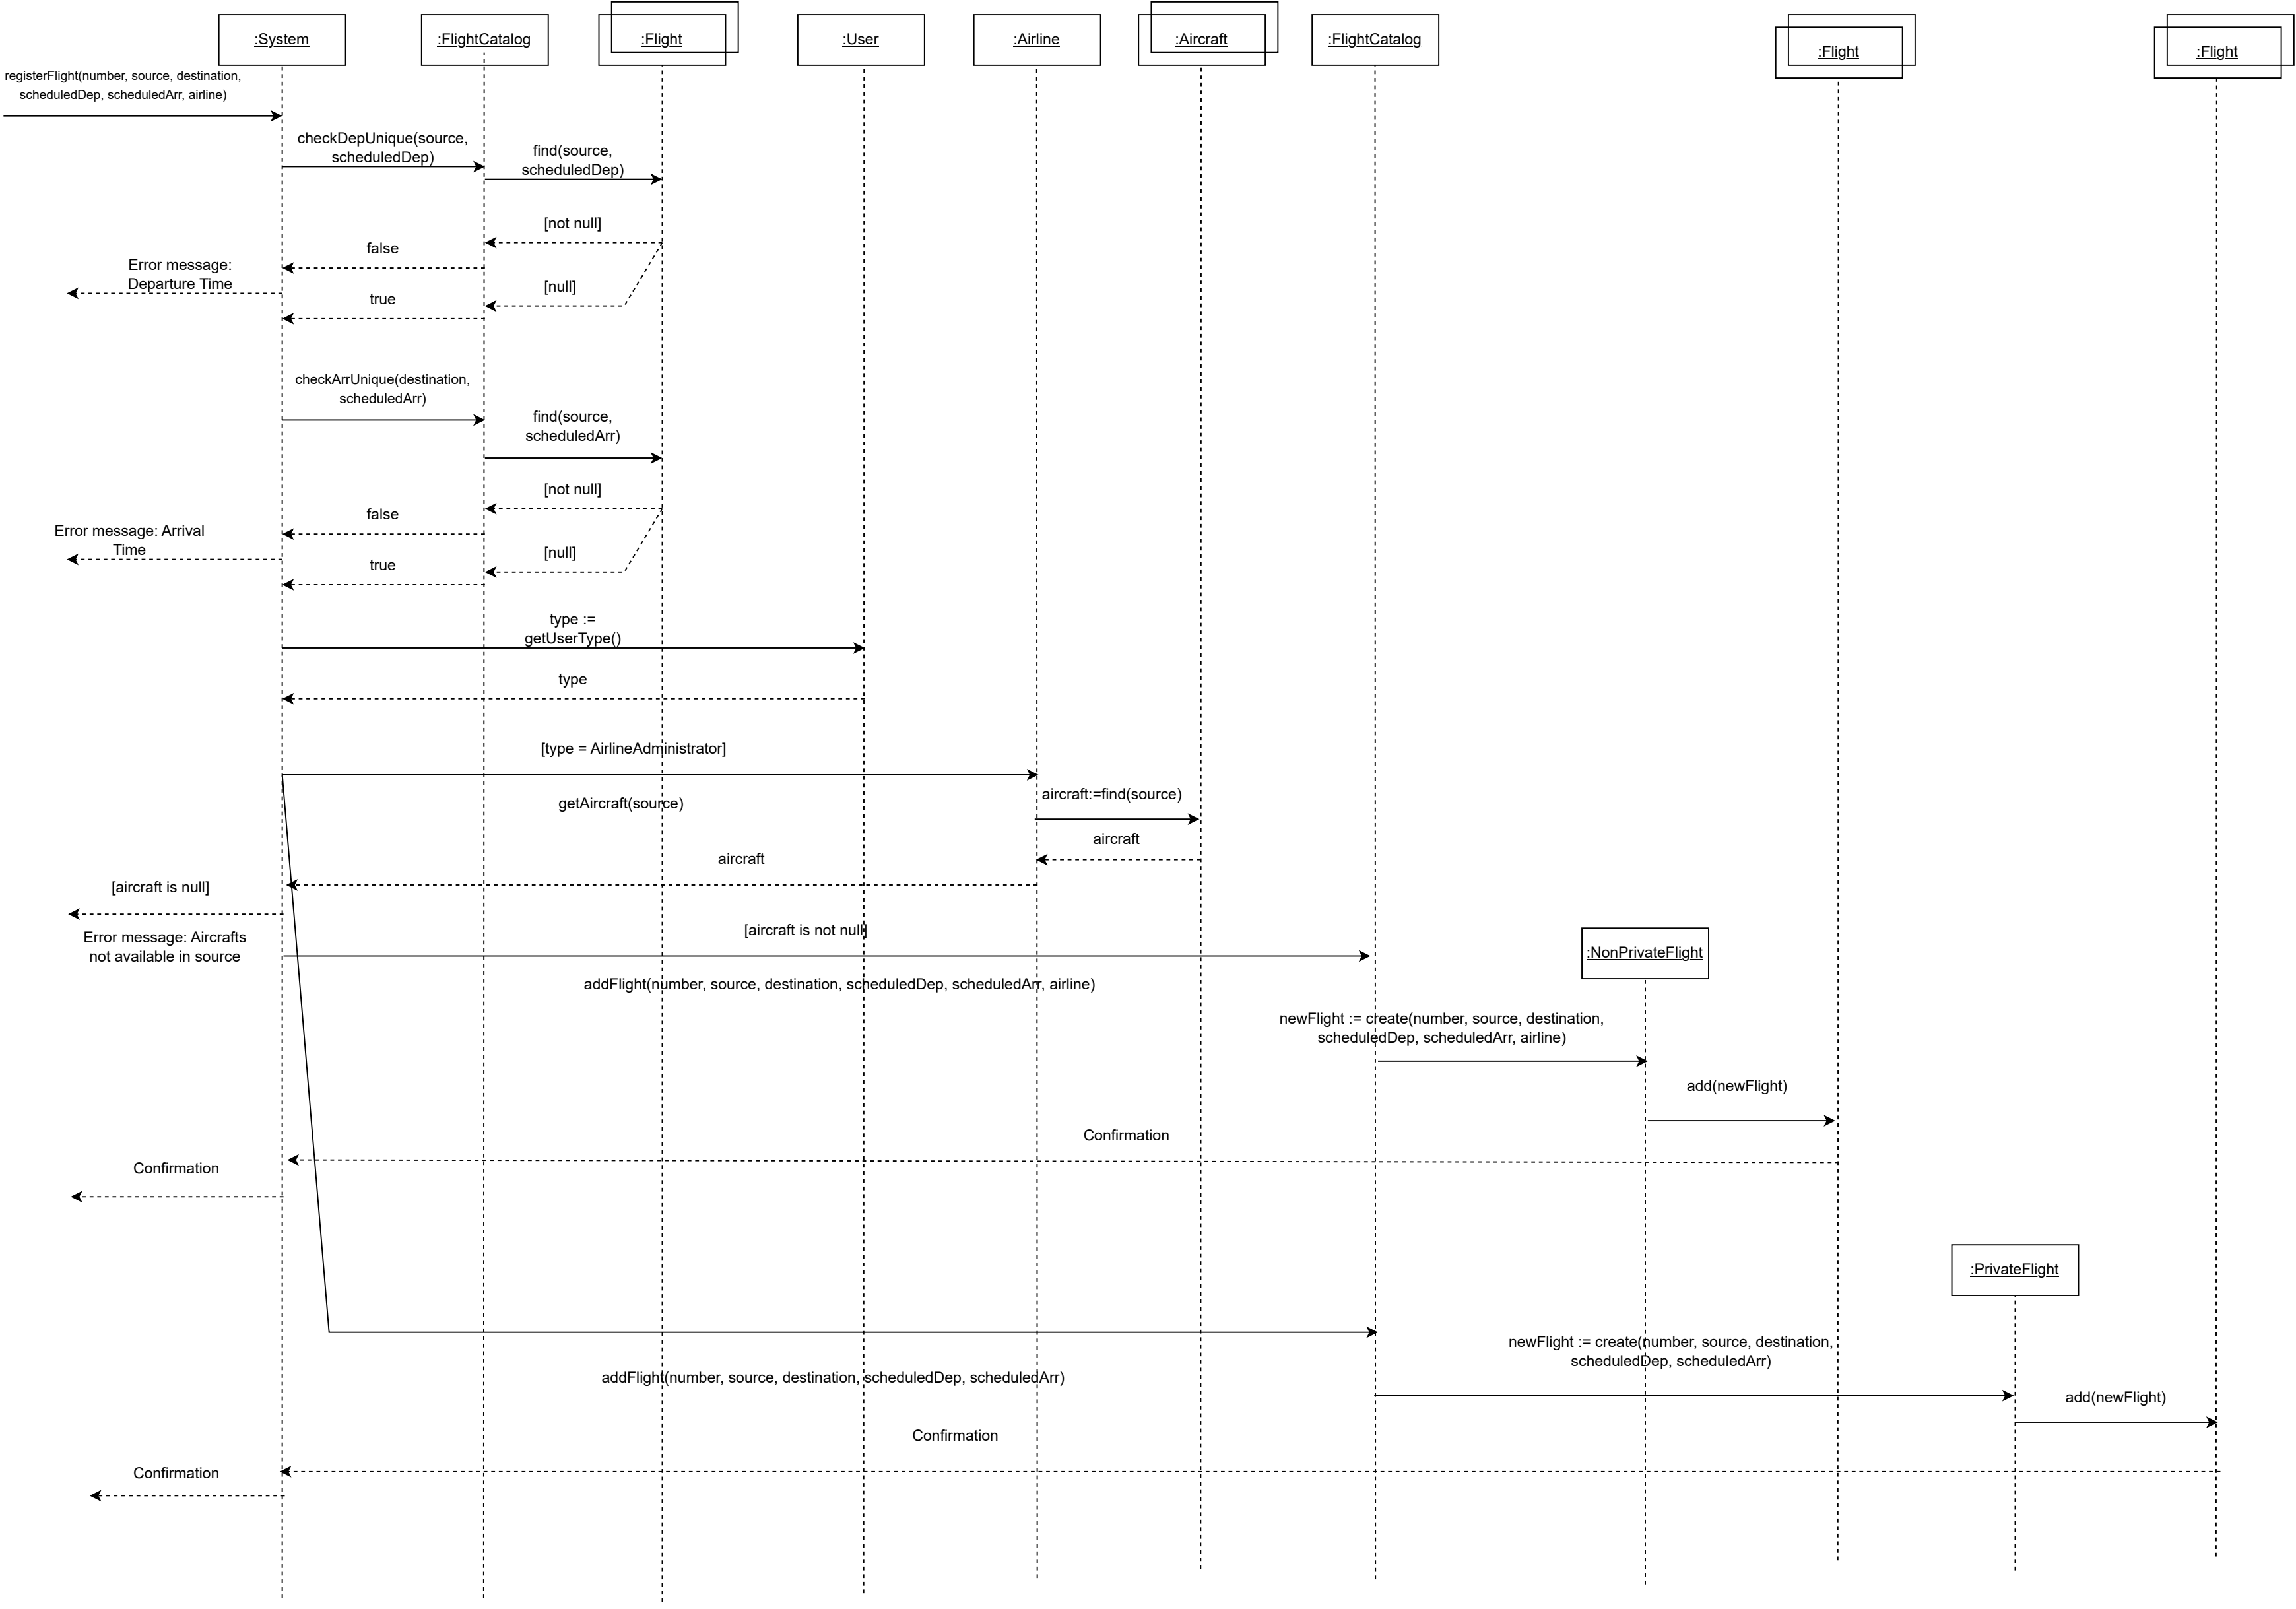 :System
:FlightCatalog
:Flight
:User
:Airline
:Aircraft
:FlightCatalog
:Flight
:Flight
registerFlight(number, source, destination,
scheduledDep, scheduledArr, airline)
checkDepUnique(source,
scheduledDep)
find(source,
scheduledDep)
[not null]
false
Error message:
Departure Time
[null]
true
checkArrUnique(destination,
scheduledArr)
find(source,
scheduledArr)
[not null]
false
Error message: Arrival
Time
[null]
true
type :=
getUserType()
type
[type = AirlineAdministrator]
getAircraft(source)
aircraft:=find(source)
aircraft
aircraft
[aircraft is null]
Error message: Aircrafts
not available in source
[aircraft is not null]
addFlight(number, source, destination, scheduledDep, scheduledArr, airline)
:NonPrivateFlight
newFlight := create(number, source, destination,
scheduledDep, scheduledArr, airline)
add(newFlight)
Confirmation
Confirmation
:PrivateFlight
newFlight := create(number, source, destination,
scheduledDep, scheduledArr)
addFlight(number, source, destination, scheduledDep, scheduledArr)
add(newFlight)
Confirmation
Confirmation